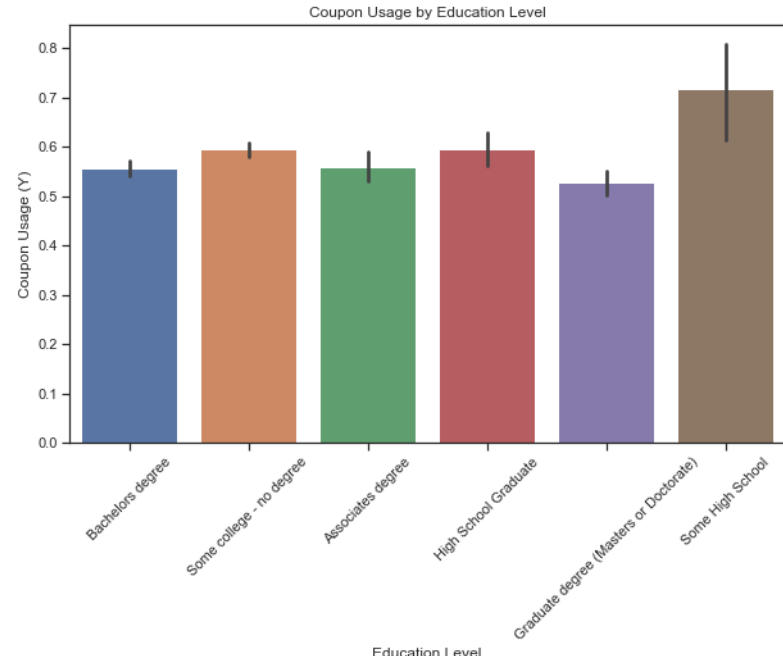 Coupon Usage by Education Level
Coupon Usage (Y)
0.8
0.7
0.6
0.5
0.4
0.3
0.2
0.1
0.0
Bachelors degree
Some college - no degree
Associates degree
High School Graduate
Graduate degree (Masters or Doctorate)
Some High School
Education Level